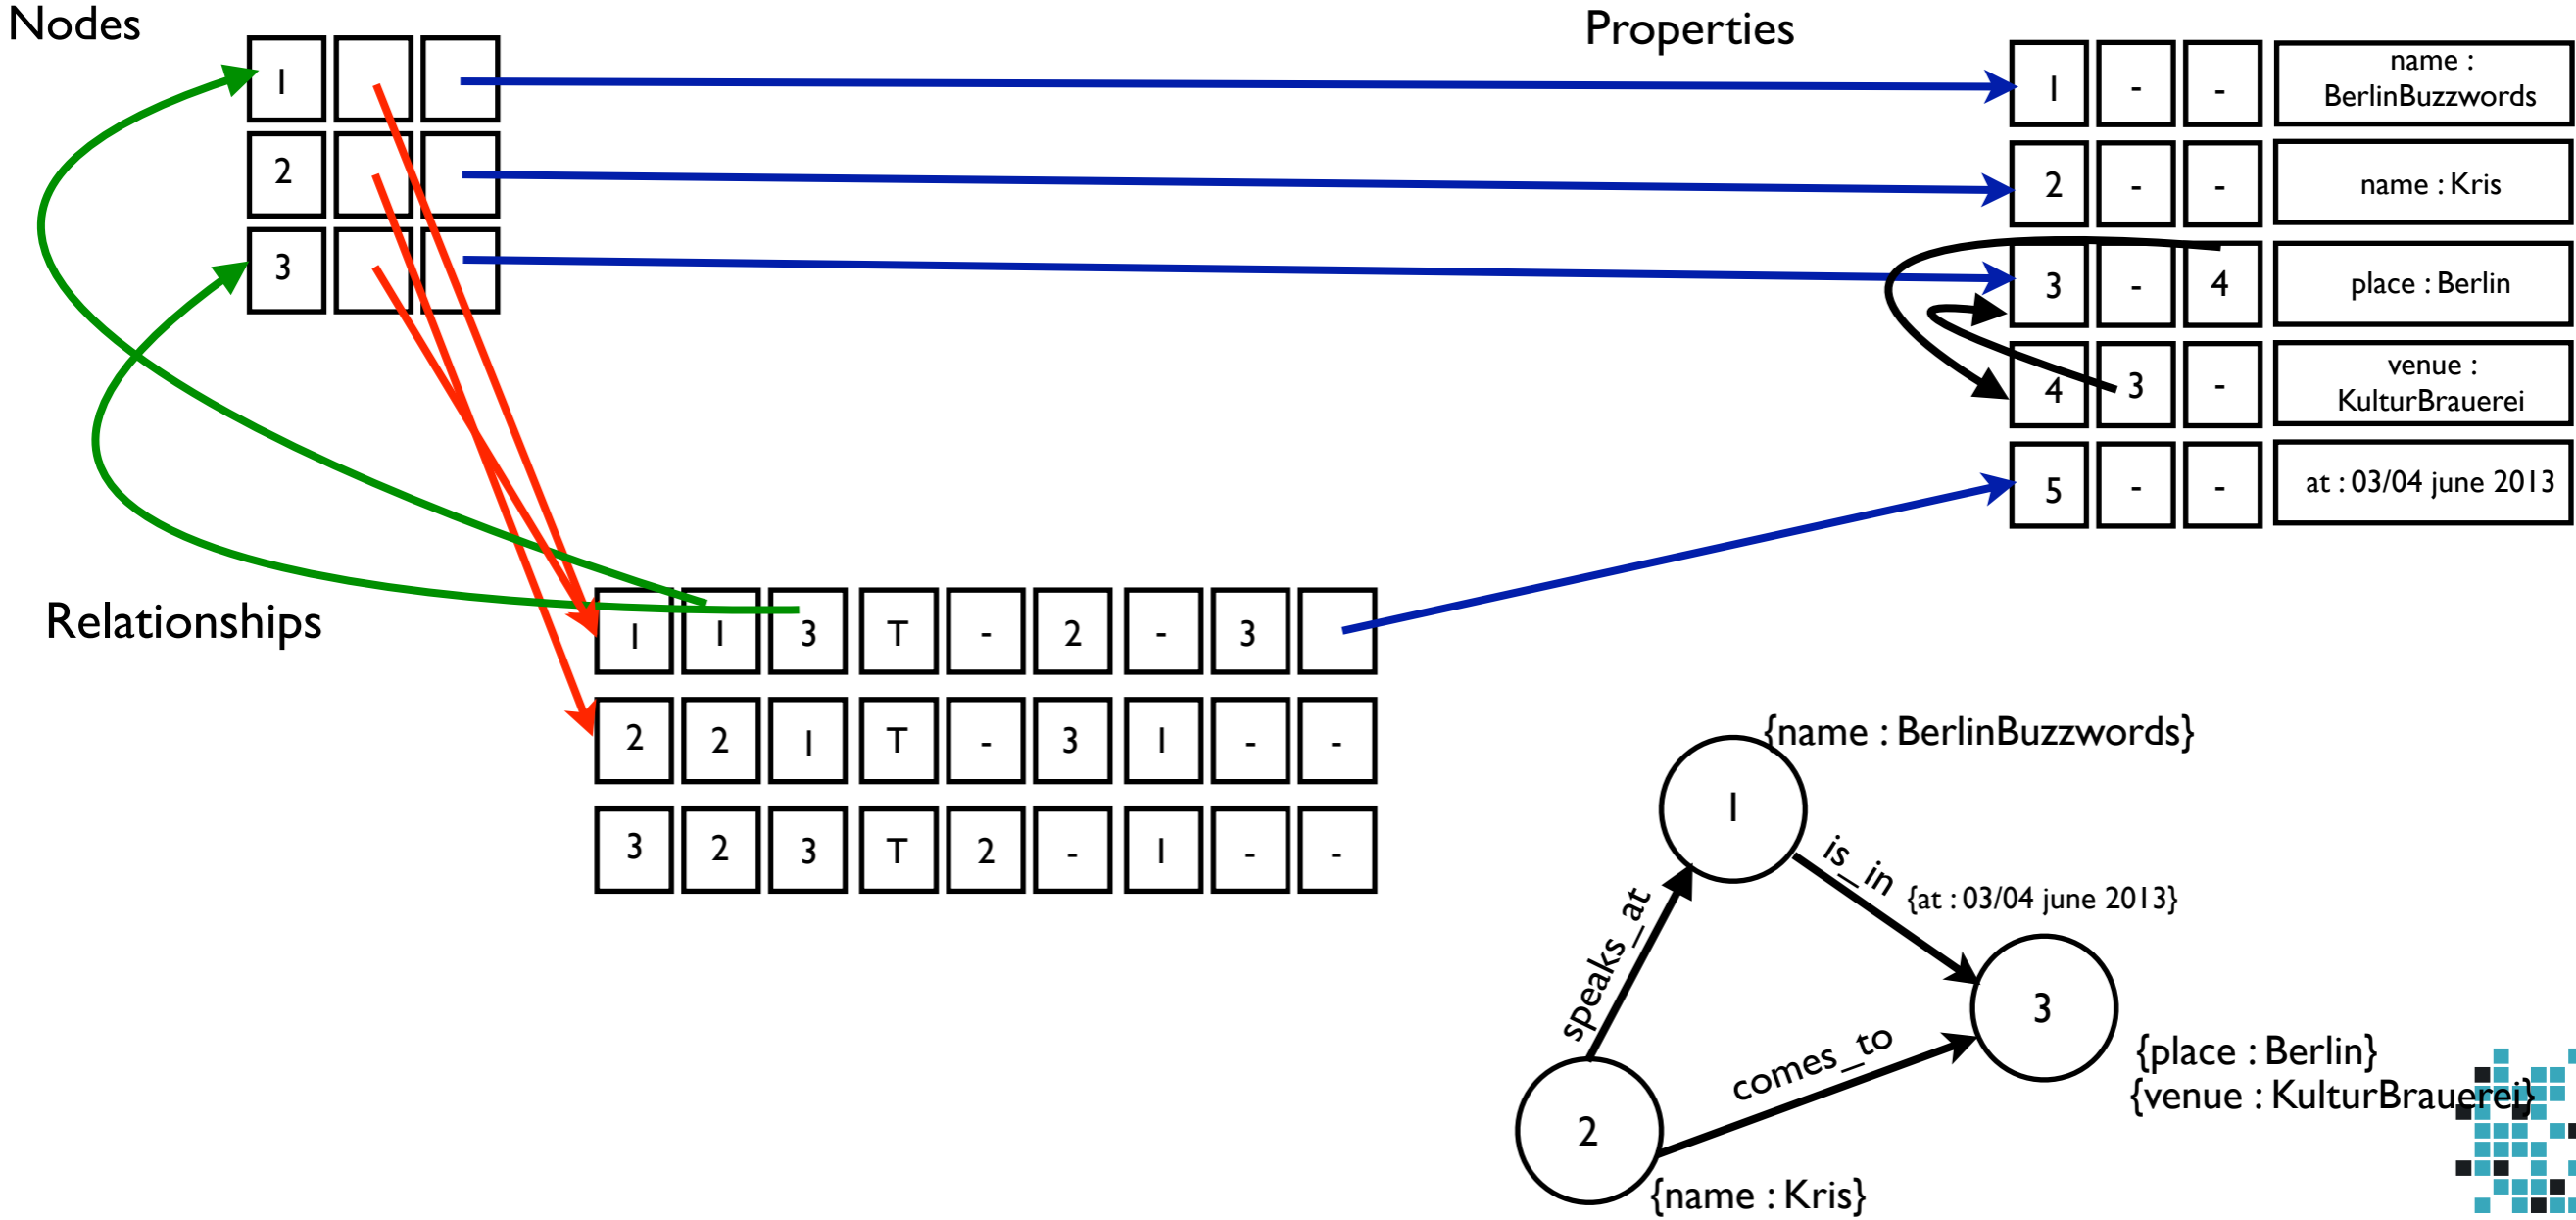 Nodes
1
2
3
Properties
1 - - name :
BerlinBuzzwords
2 - - name : Kris
3 - 4 place : Berlin
4 3 - venue :
KulturBrauerei
5 - - at : 03/04 june 2013
Relationships
1 1 3 T - 2 - 3
2 2 1 T - 3 1 - -
3 2 3 T 2 - 1 - -
{name : BerlinBuzzwords}
1
is_in
{at : 03/04 june 2013}
speaks_at
3
comes_to
{place : Berlin}
{venue : KulturBrauerei}
2
{name : Kris}